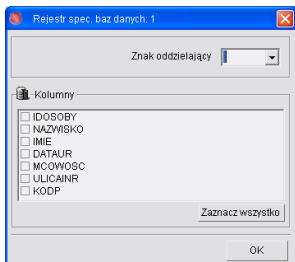 Rejestr spec. baz danych: 1
Znak oddzielający
Kolumny
IDOSOBY
NAZWISKO
IMIE
DATAUR
MCOWOSC
ULICAINR
KODP
Zaznacz wszystko
OK